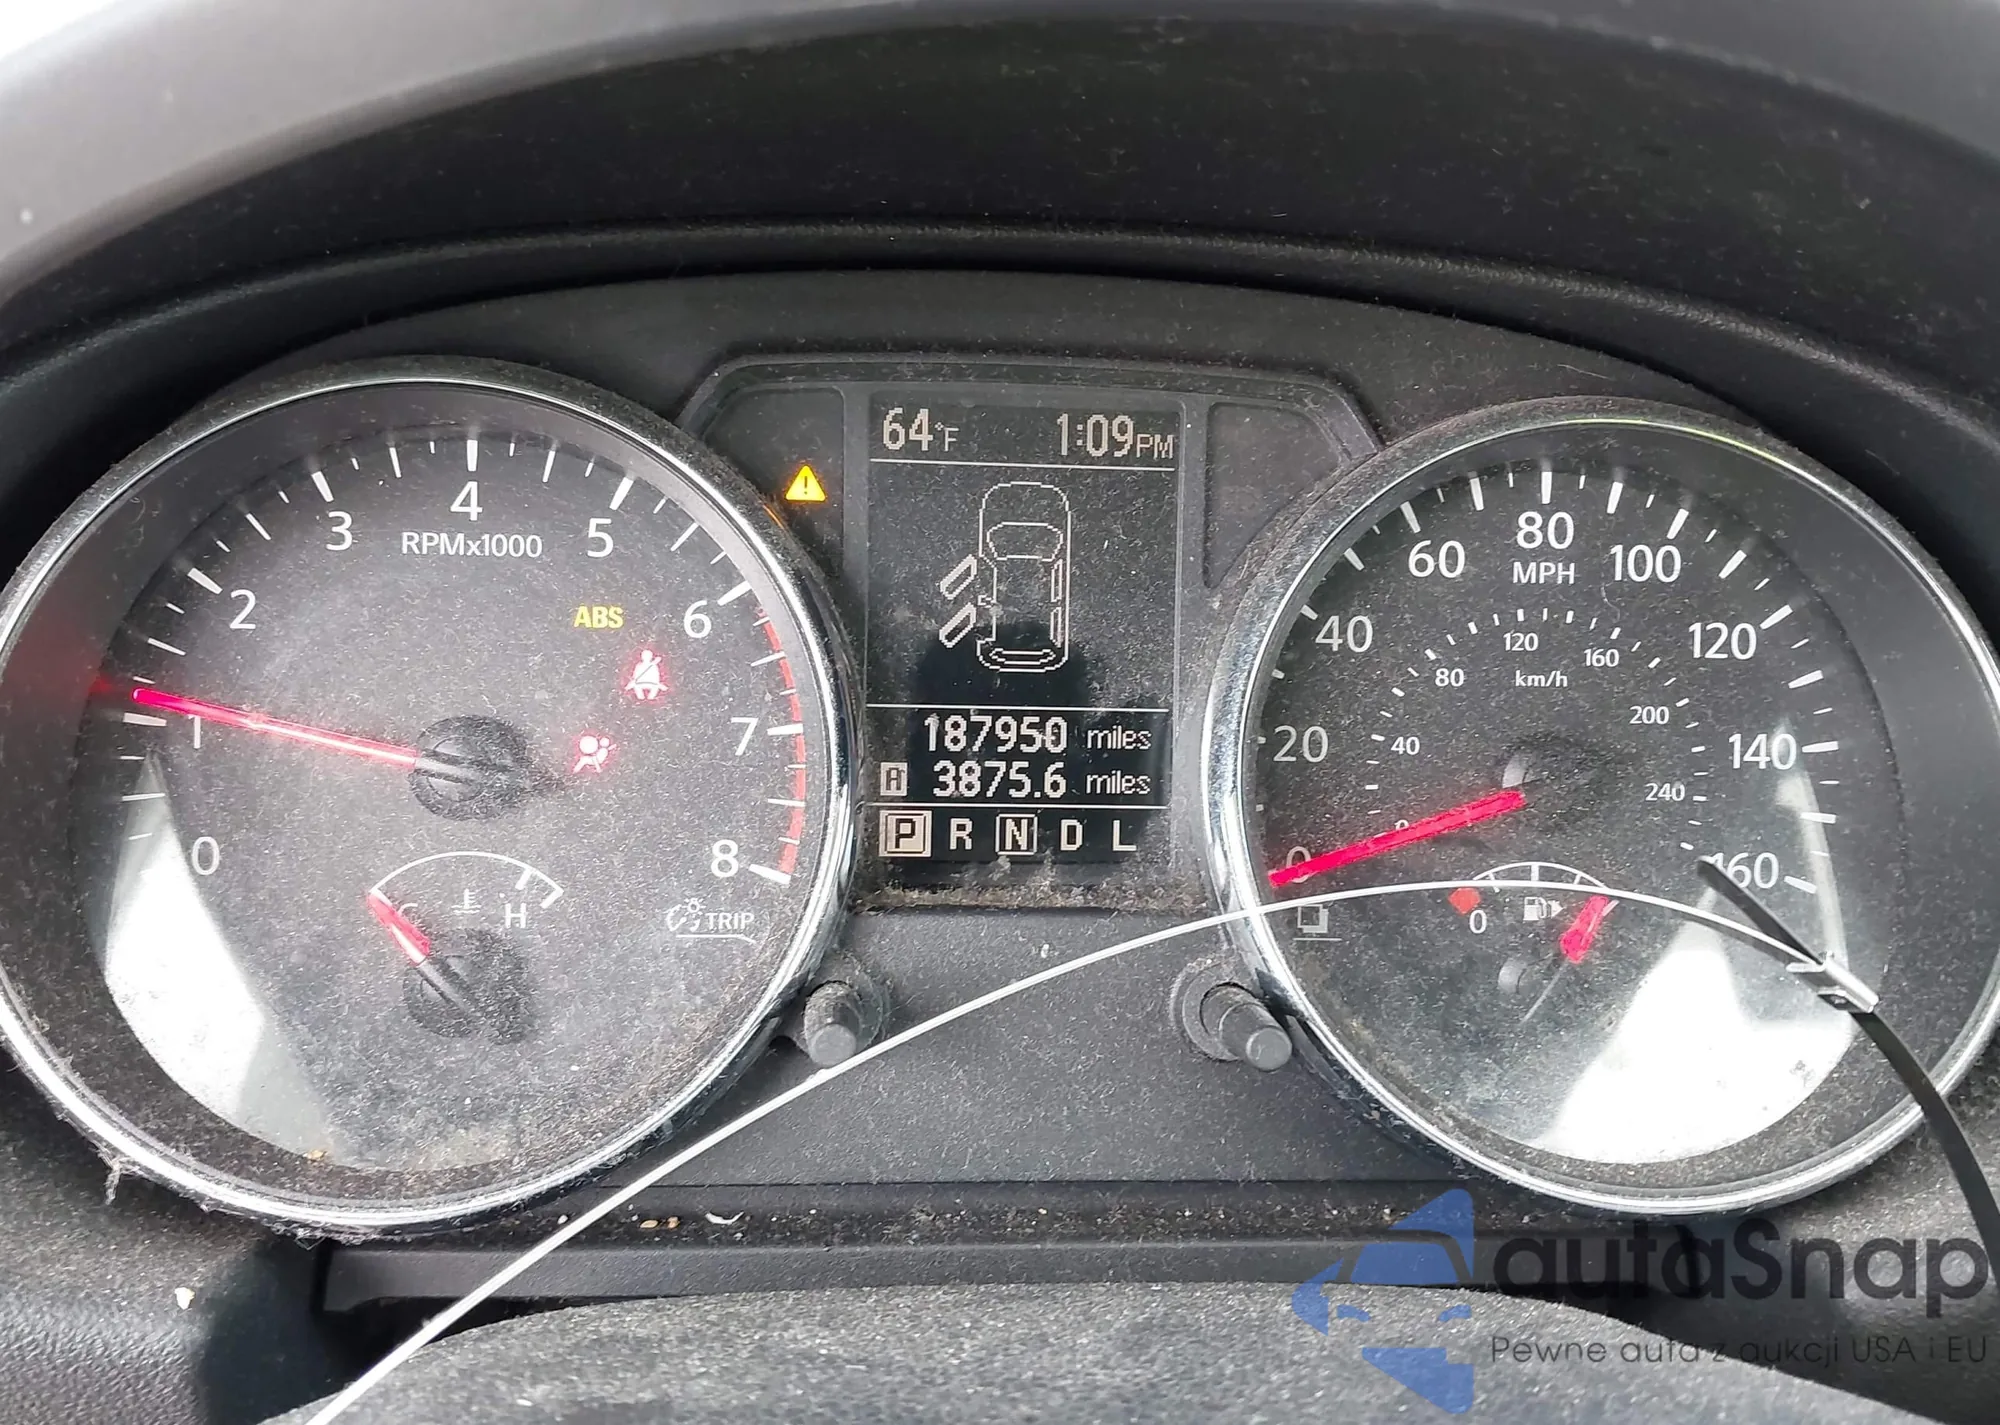 64°F 1:09PM
187950 miles
A 3875.6 miles
P R N D L
0 1 2 3 4 5 6 7 8
RPMx1000
ABS
H
TRIP
0 20 40 60 80 100 120 140 160
MPH
0 40 80 120 160 200 240
km/h
0
autaSnap
Pewne auta z aukcji USA i EU